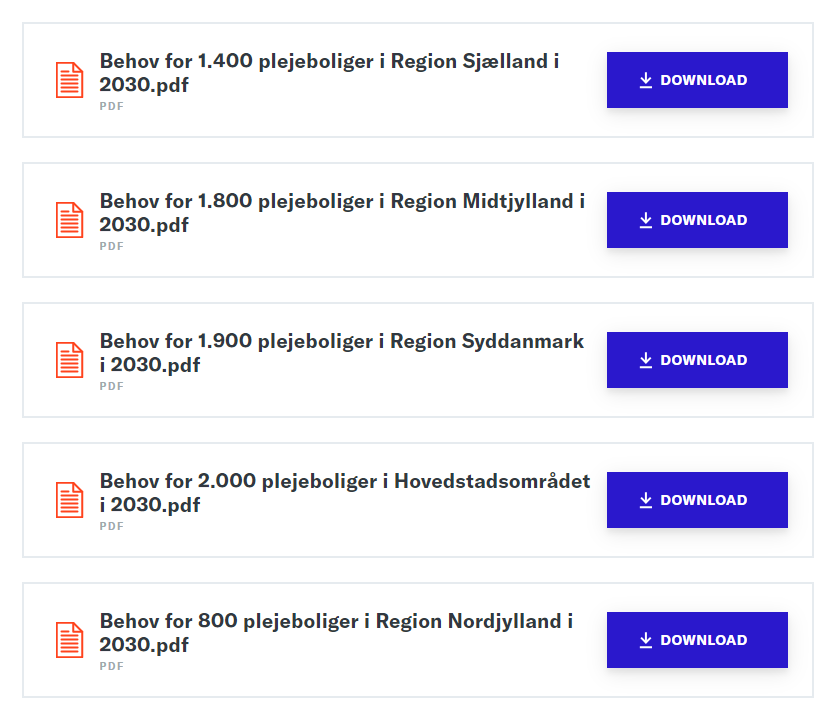 Behov for 1.400 plejeboliger i Region Sjælland i
2030.pdf
PDF
DOWNLOAD
Behov for 1.800 plejeboliger i Region Midtjylland i
2030.pdf
PDF
DOWNLOAD
Behov for 1.900 plejeboliger i Region Syddanmark
i 2030.pdf
PDF
DOWNLOAD
Behov for 2.000 plejeboliger i Hovedstadsområdet
i 2030.pdf
PDF
DOWNLOAD
Behov for 800 plejeboliger i Region Nordjylland i
2030.pdf
PDF
DOWNLOAD